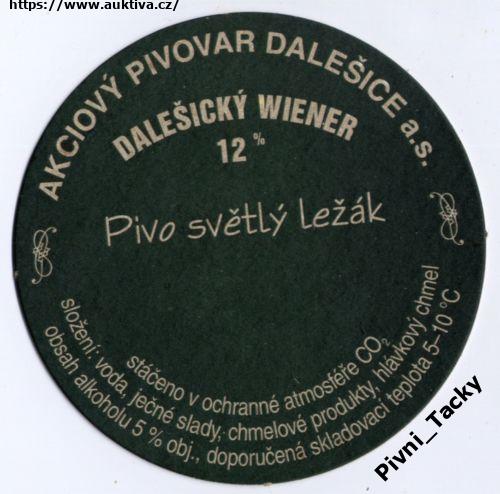 https://www.auktiva.cz/
AKCIOVÝ PIVOVAR DALEŠICE a.s.
DALEŠICKÝ WIENER
12 %
Pivo světlý ležák
stáčeno v ochranné atmosféře CO2
složení: voda, ječné slady, chmelové produkty, hlávkový chmel
obsah alkoholu 5 % obj., doporučená skladovací teplota 5–10 °C
Pivni_Tacky